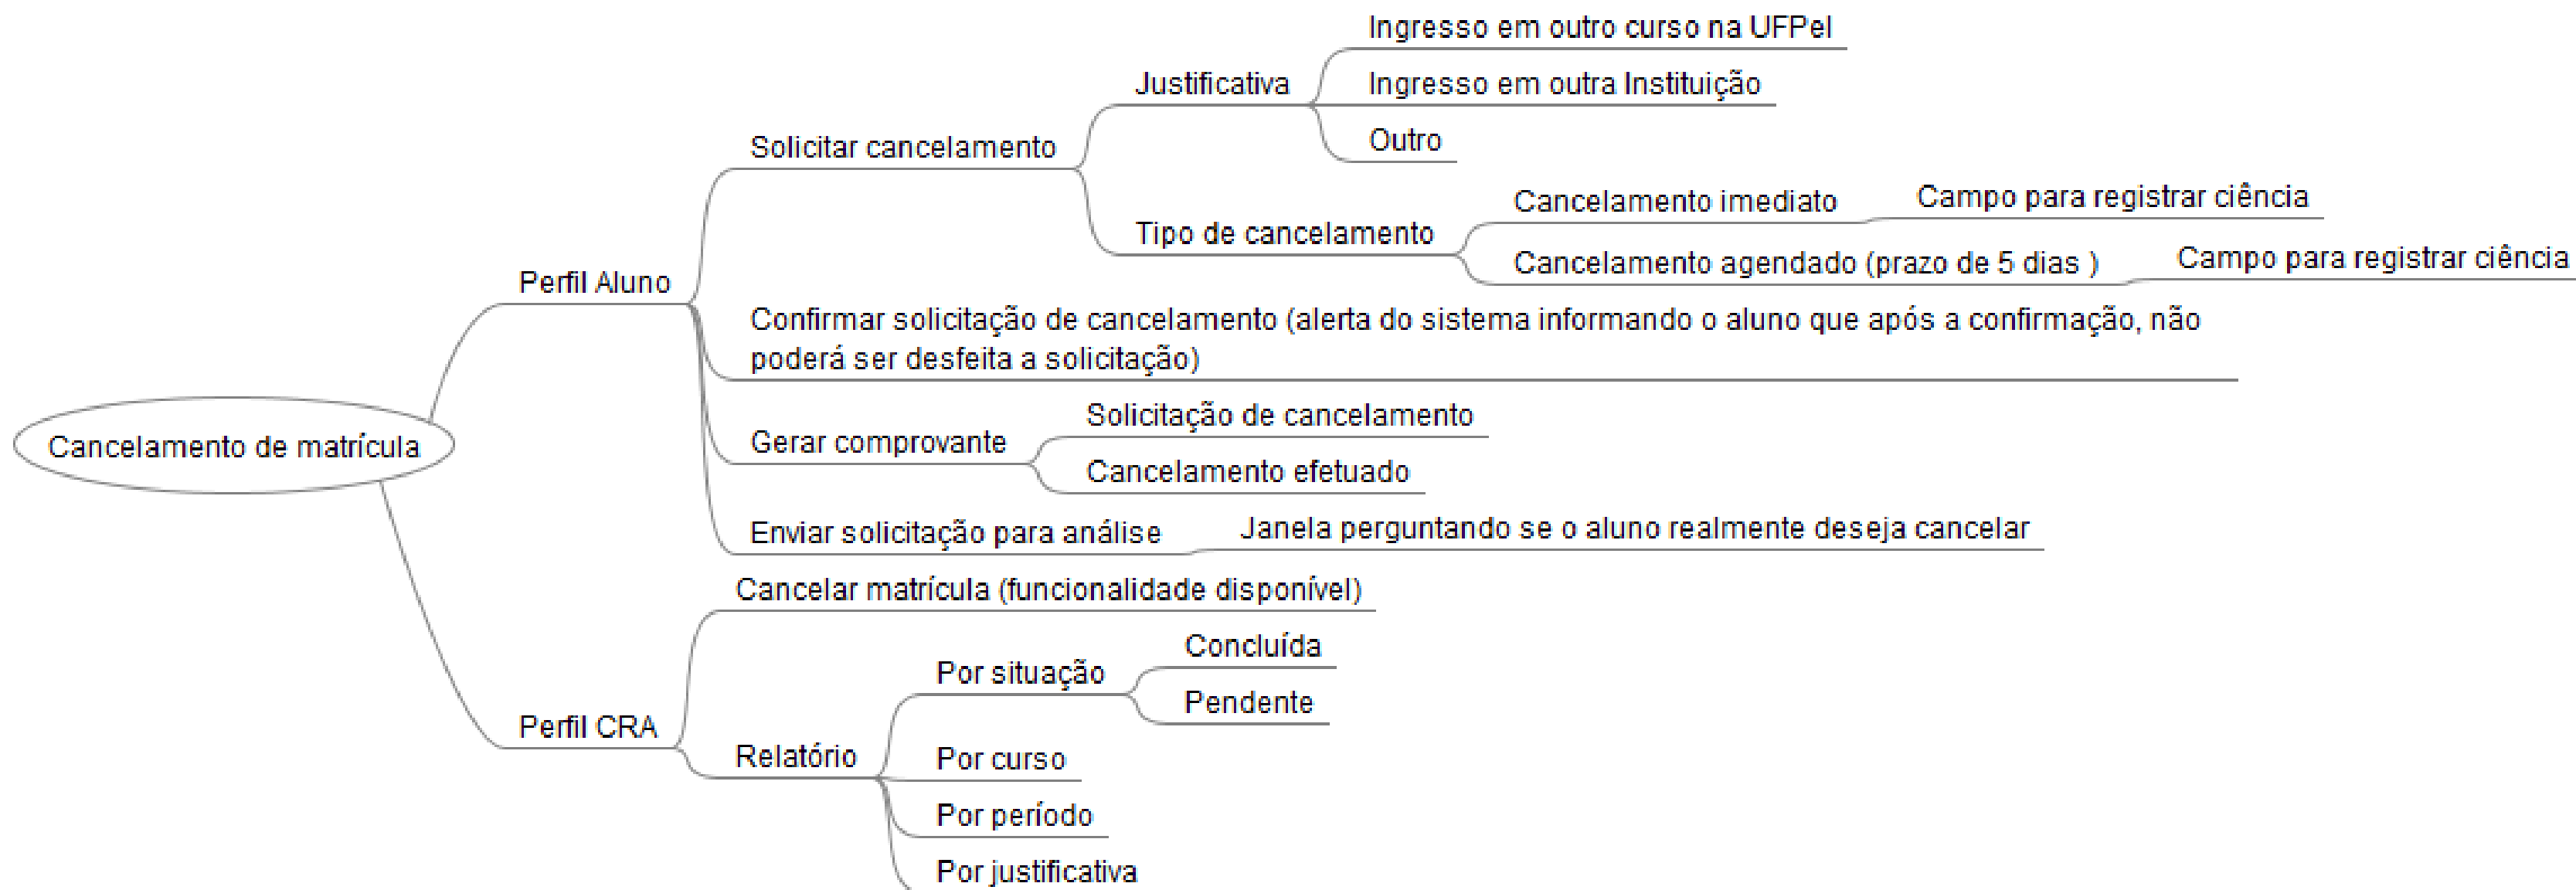 Cancelamento de matrícula
Perfil Aluno
Solicitar cancelamento
Justificativa
Ingresso em outro curso na UFPel
Ingresso em outra Instituição
Outro
Tipo de cancelamento
Cancelamento imediato
Campo para registrar ciência
Cancelamento agendado (prazo de 5 dias )
Campo para registrar ciência
Confirmar solicitação de cancelamento (alerta do sistema informando o aluno que após a confirmação, não
poderá ser desfeita a solicitação)
Gerar comprovante
Solicitação de cancelamento
Cancelamento efetuado
Enviar solicitação para análise
Janela perguntando se o aluno realmente deseja cancelar
Perfil CRA
Cancelar matrícula (funcionalidade disponível)
Relatório
Por situação
Concluída
Pendente
Por curso
Por período
Por justificativa